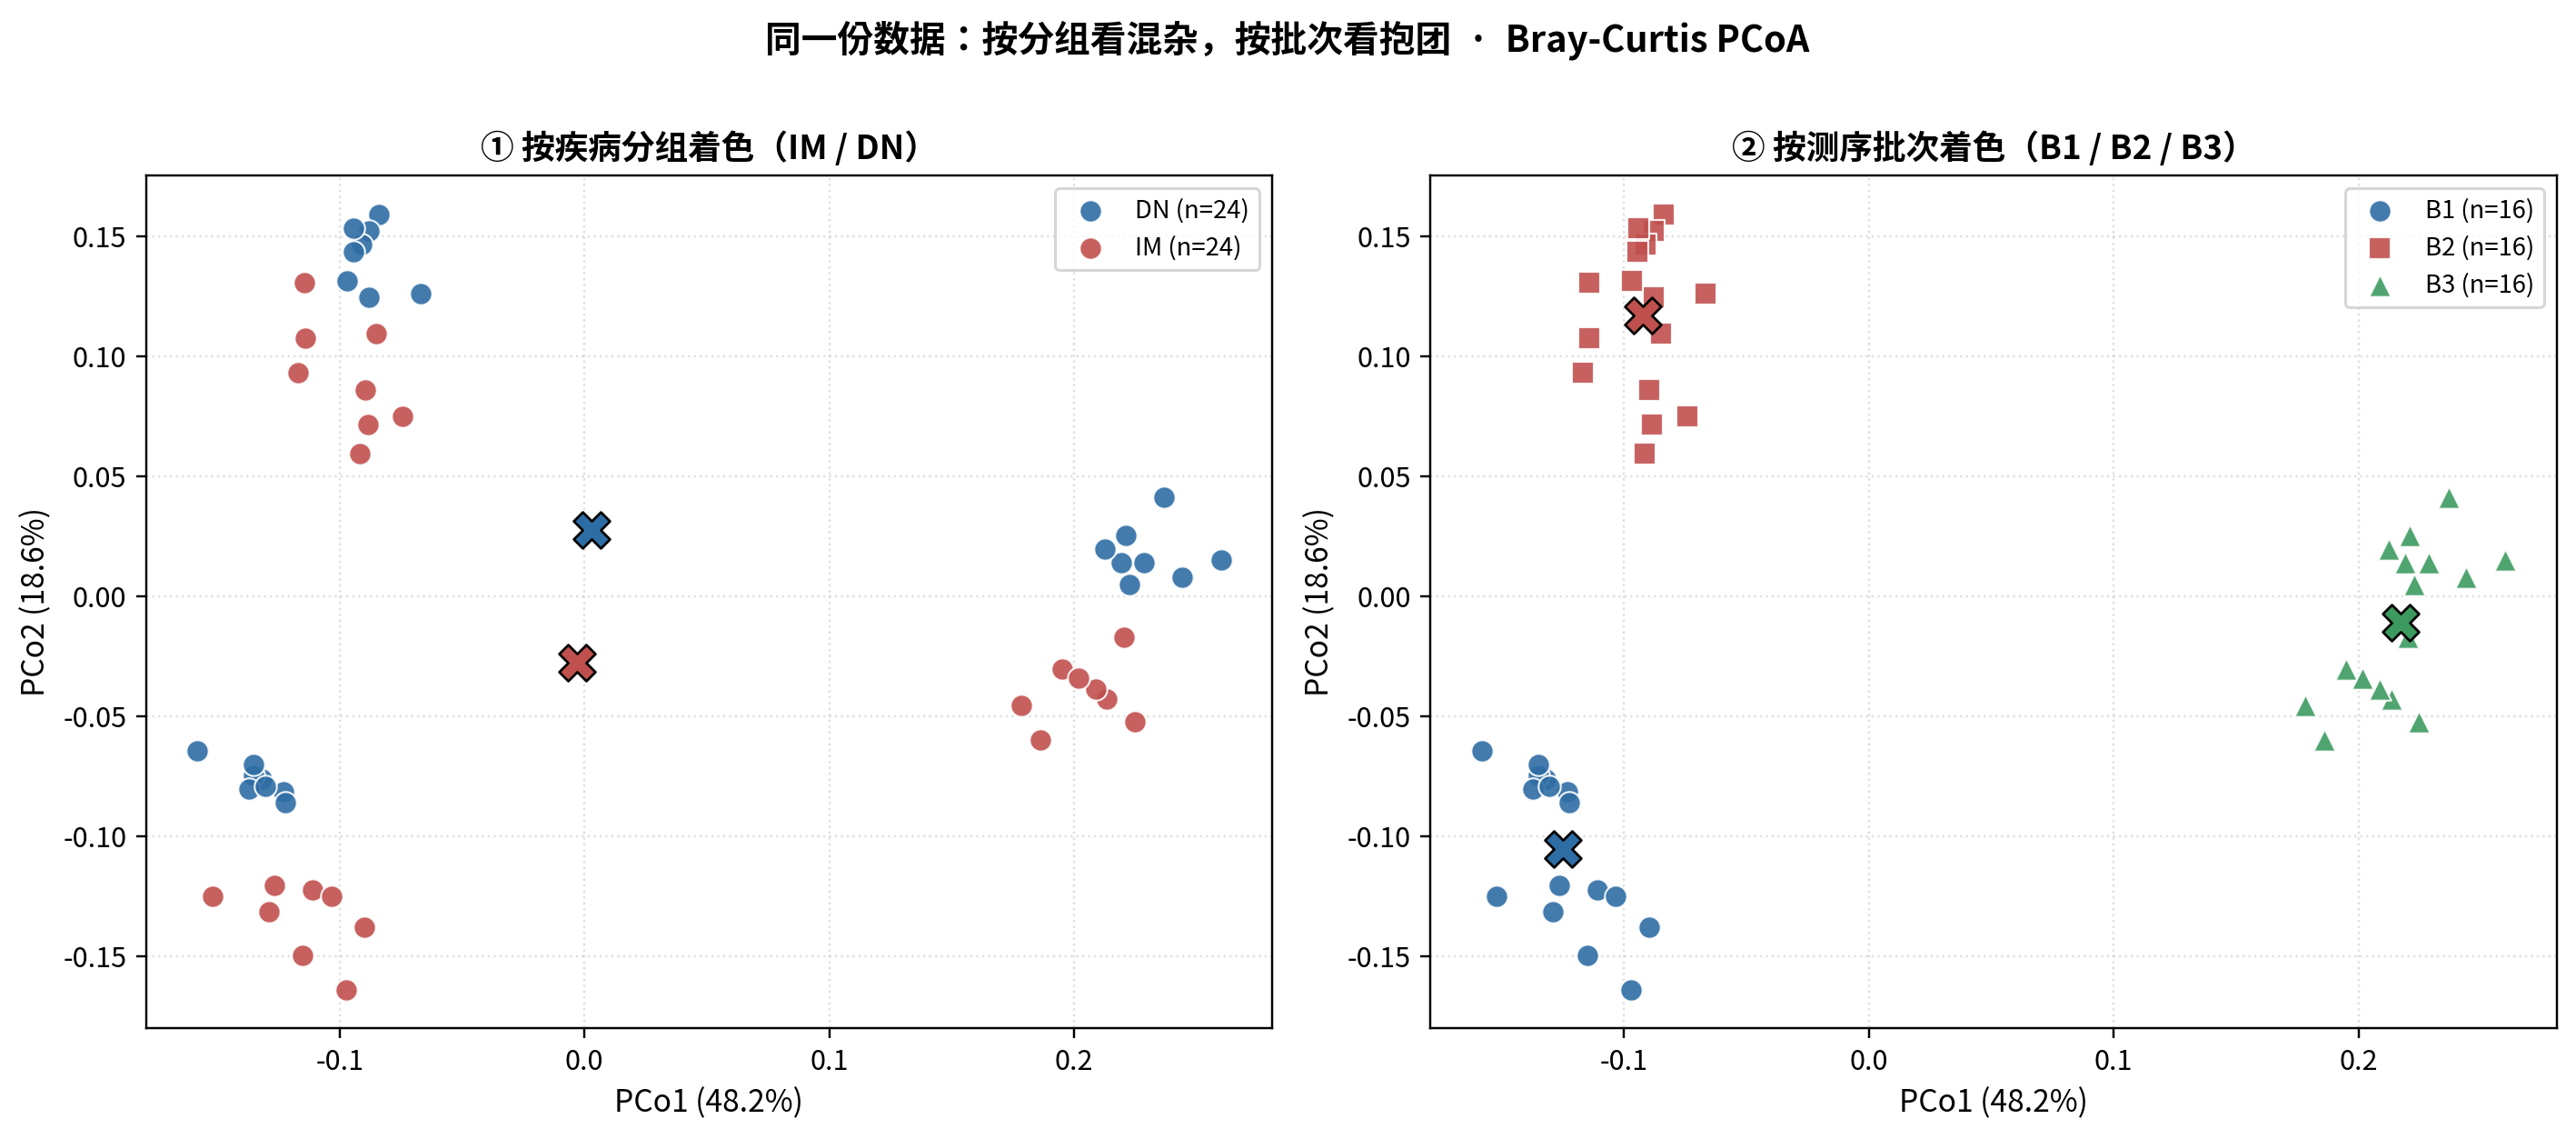 同一份数据：按分组看混杂，按批次看抱团 · Bray-Curtis PCoA
① 按疾病分组着色（IM / DN）
DN (n=24)
IM (n=24)
0.15
0.10
0.05
0.00
-0.05
-0.10
-0.15
PCo2 (18.6%)
-0.1 0.0 0.1 0.2
PCo1 (48.2%)
② 按测序批次着色（B1 / B2 / B3）
B1 (n=16)
B2 (n=16)
B3 (n=16)
0.15
0.10
0.05
0.00
-0.05
-0.10
-0.15
PCo2 (18.6%)
-0.1 0.0 0.1 0.2
PCo1 (48.2%)